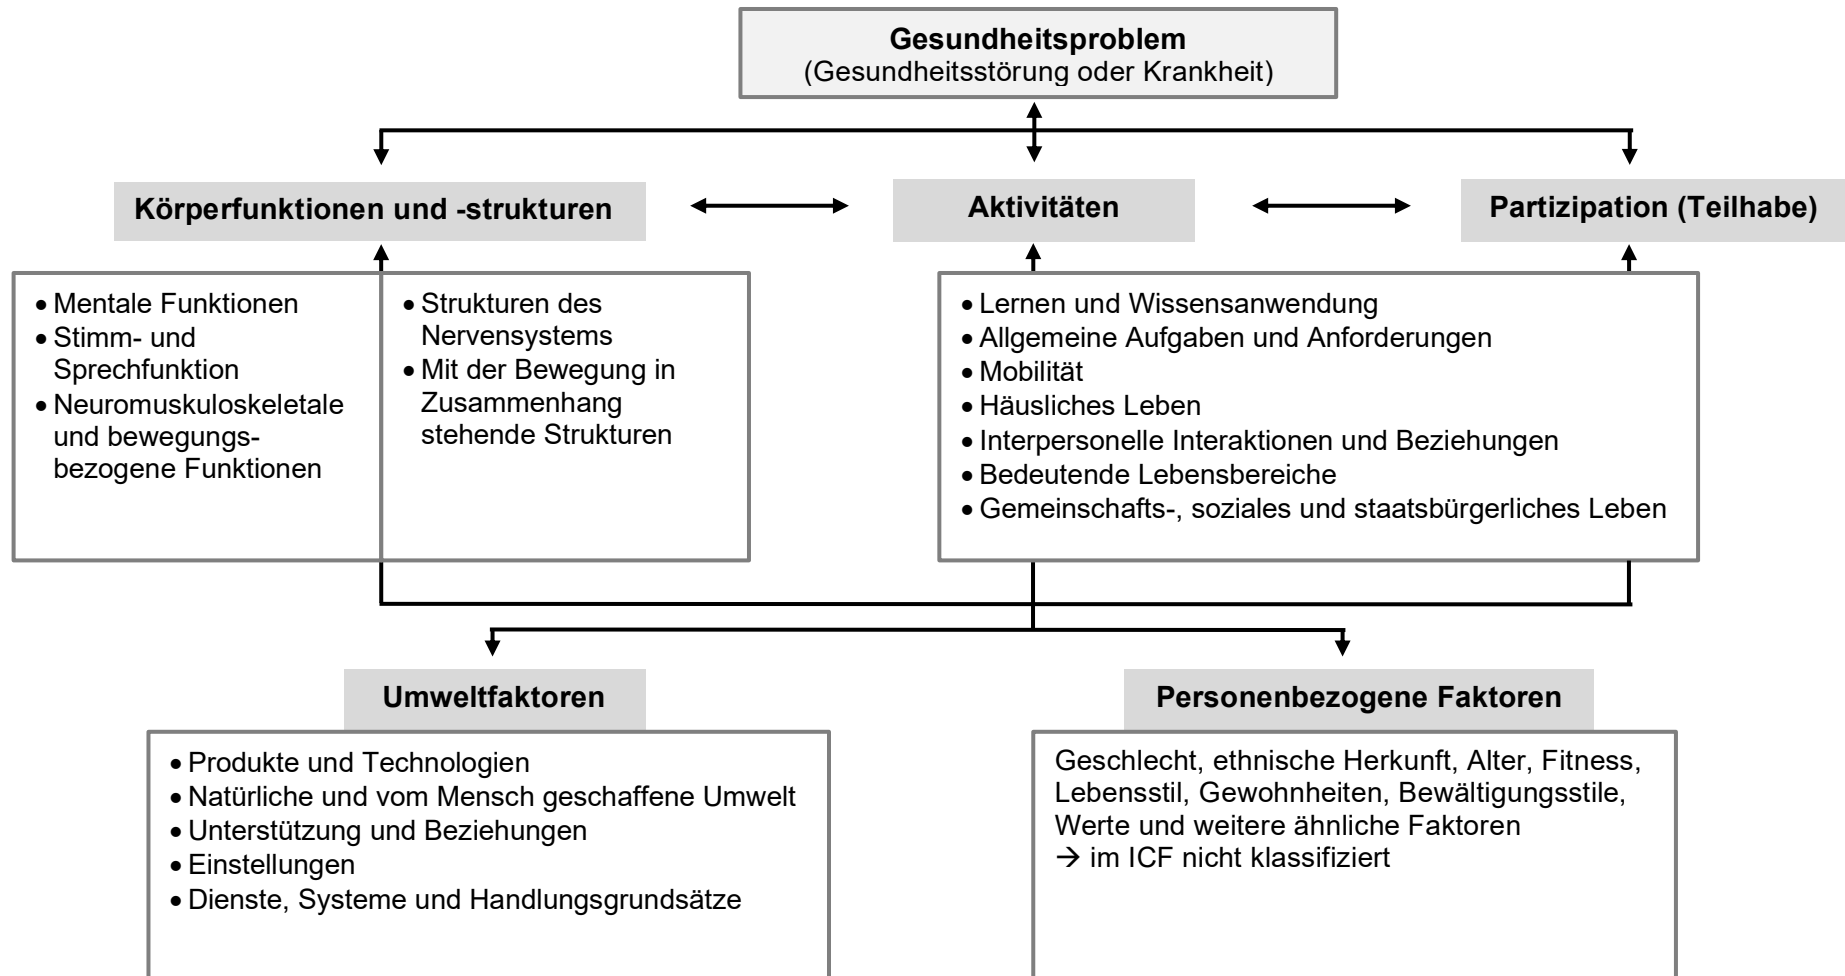 Gesundheitsproblem
(Gesundheitsstörung oder Krankheit)
Körperfunktionen und -strukturen
Aktivitäten
Partizipation (Teilhabe)
• Mentale Funktionen
• Stimm- und
Sprechfunktion
• Neuromuskuloskeletale
und bewegungs-
bezogene Funktionen
• Strukturen des
Nervensystems
• Mit der Bewegung in
Zusammenhang
stehende Strukturen
• Lernen und Wissensanwendung
• Allgemeine Aufgaben und Anforderungen
• Mobilität
• Häusliches Leben
• Interpersonelle Interaktionen und Beziehungen
• Bedeutende Lebensbereiche
• Gemeinschafts-, soziales und staatsbürgerliches Leben
Umweltfaktoren
• Produkte und Technologien
• Natürliche und vom Mensch geschaffene Umwelt
• Unterstützung und Beziehungen
• Einstellungen
• Dienste, Systeme und Handlungsgrundsätze
Personenbezogene Faktoren
Geschlecht, ethnische Herkunft, Alter, Fitness,
Lebensstil, Gewohnheiten, Bewältigungsstile,
Werte und weitere ähnliche Faktoren
→ im ICF nicht klassifiziert